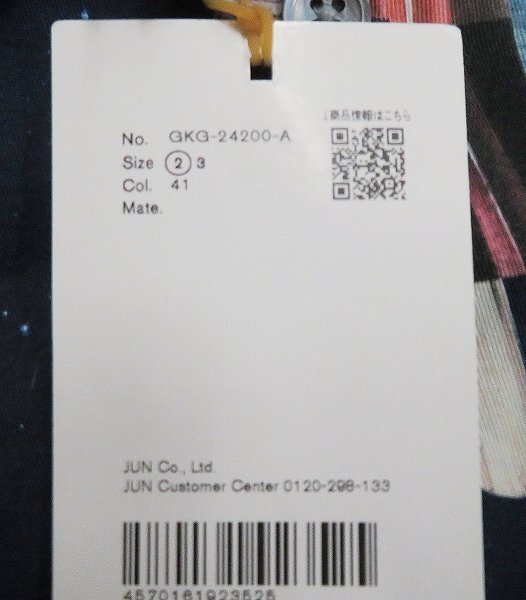 商品情報はこちら
No. GKG-24200-A
Size 2 3
Col. 41
Mate.
JUN Co., Ltd.
JUN Customer Center 0120-298-133
4570161923525